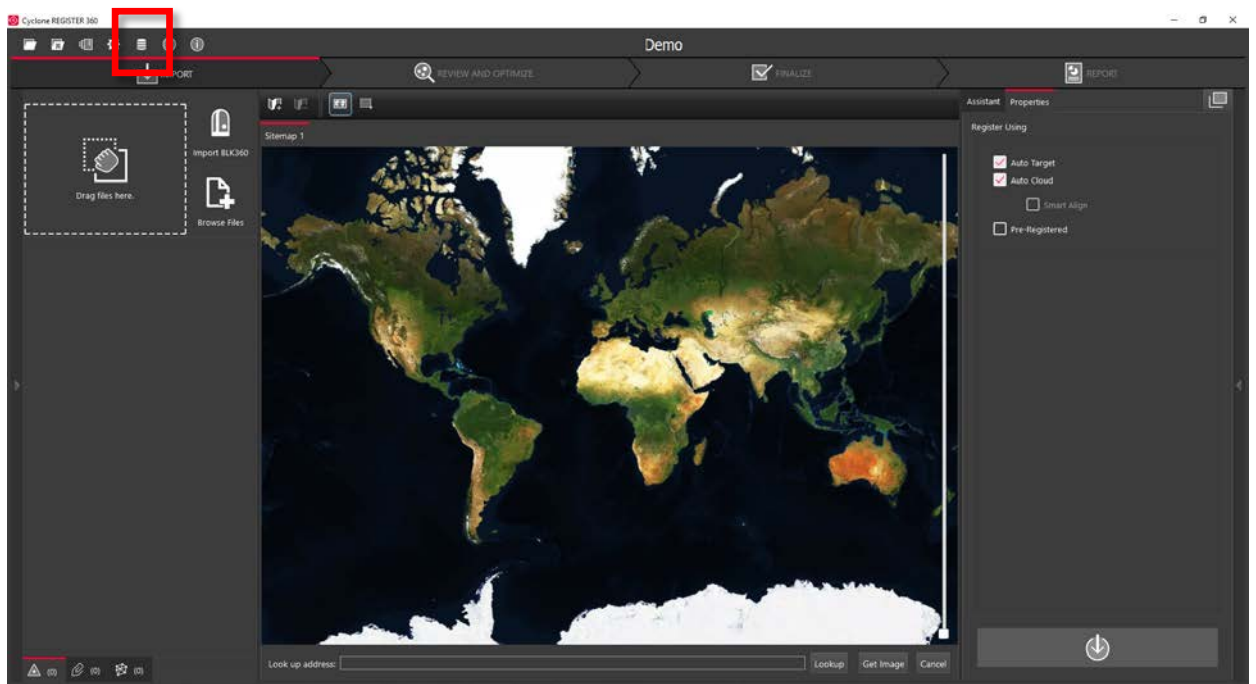 Cyclone REGISTER 360
Demo
PORT
REVIEW AND OPTIMIZE
FINALIZE
REPORT
Drag files here.
Import BLK360
Browse Files
Sitemap 1
Assistant
Properties
Register Using
Auto Target
Auto Cloud
Smart Align
Pre-Registered
Look up address:
Lookup
Get Image
Cancel
(0)
(0)
(0)